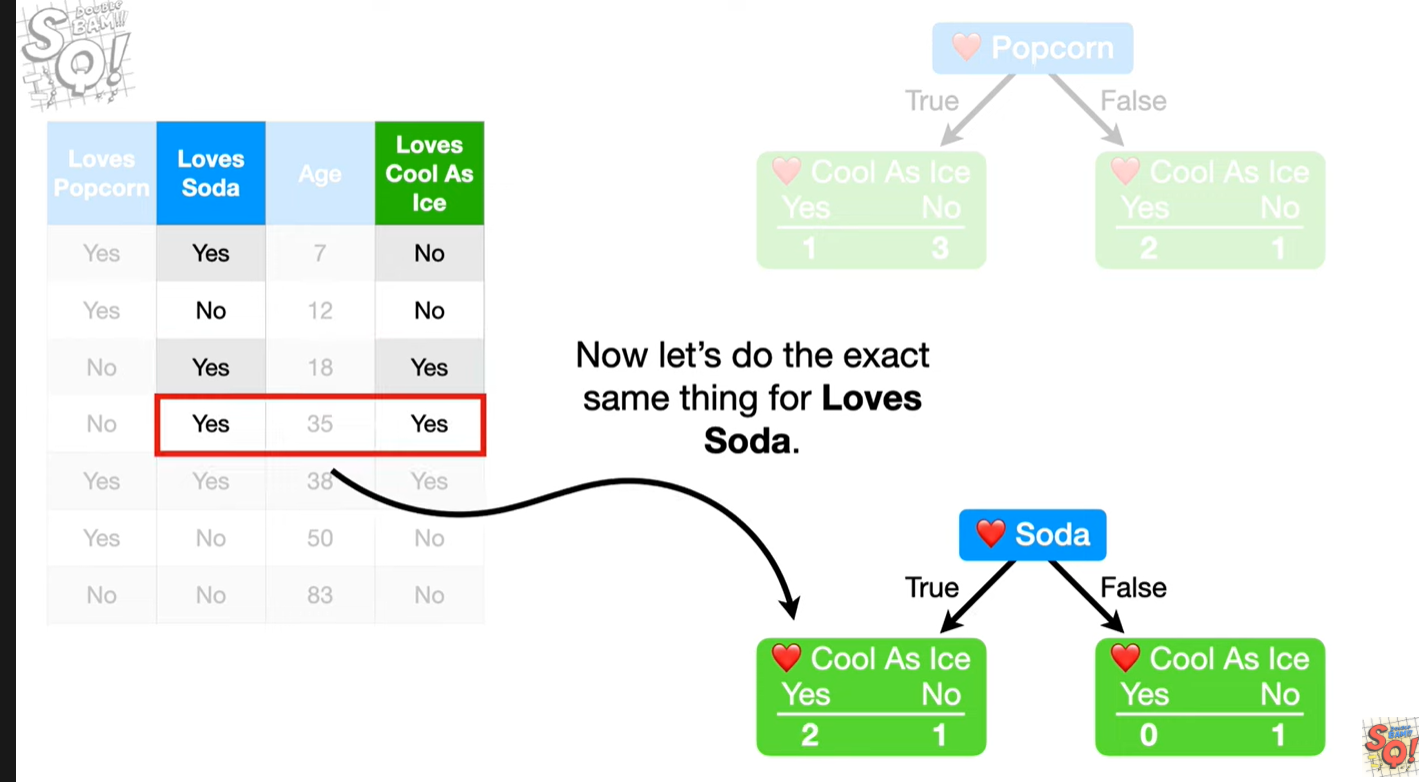 DOUBLE
BAM!!!
SQ!
❤️ Popcorn
True False
❤️ Cool As Ice ❤️ Cool As Ice
Yes No Yes No
1 3 2 1
Loves Popcorn Loves Soda Age Loves Cool As Ice
Yes Yes 7 No
Yes No 12 No
No Yes 18 Yes
No Yes 35 Yes
Yes Yes 38 Yes
Yes No 50 No
No No 83 No
Now let’s do the exact
same thing for Loves
Soda.
❤️ Soda
True False
❤️ Cool As Ice ❤️ Cool As Ice
Yes No Yes No
2 1 0 1
DOUBLE
BAM!!!
SQ!